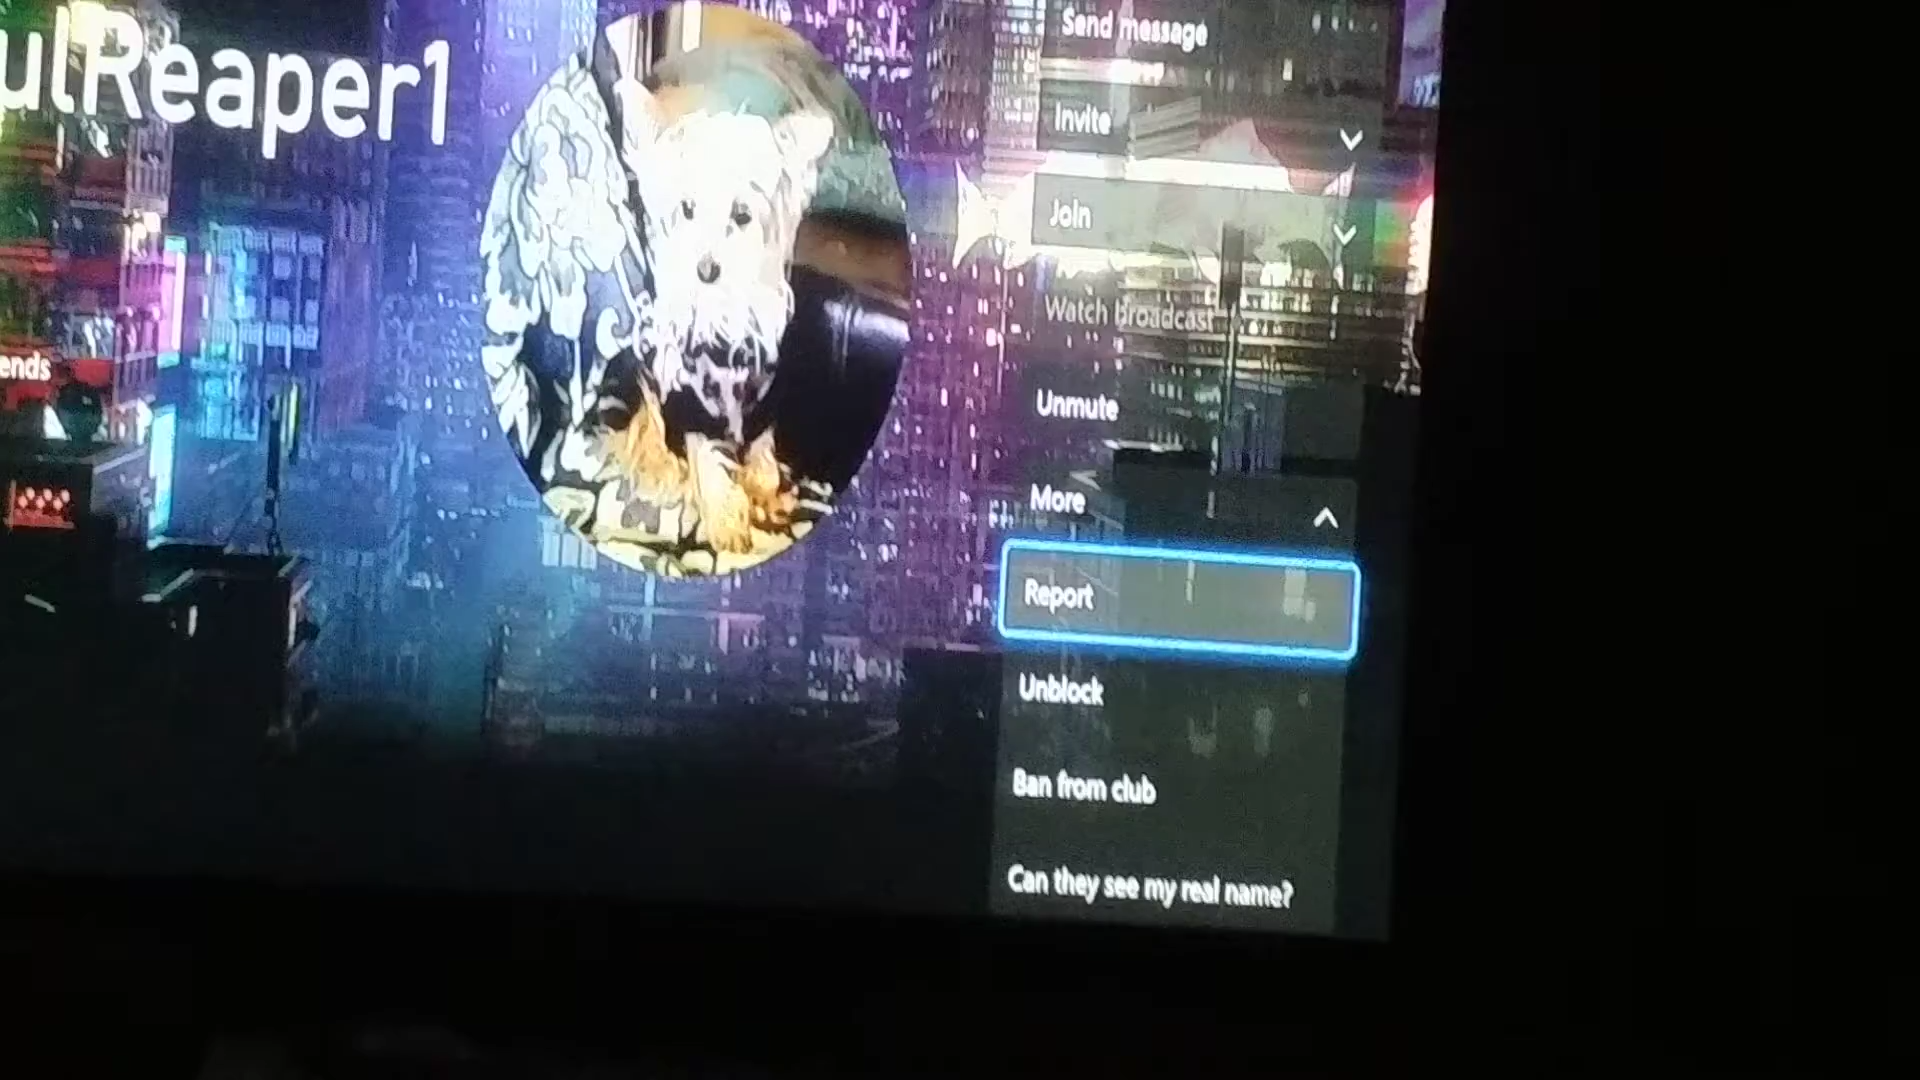 ulReaper1
Send message
Invite
Join
Watch broadcast
ends
Unmute
More
Report
Unblock
Ban from club
Can they see my real name?